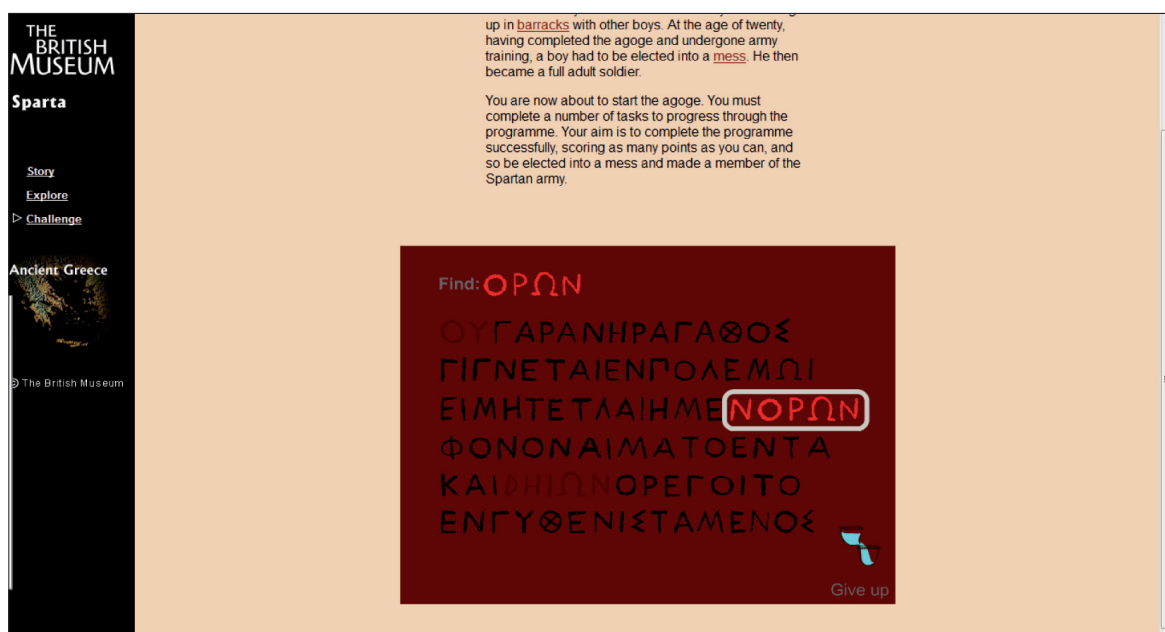 THE
BRITISH
MUSEUM
Sparta
Story
Explore
Challenge
Ancient Greece
© The British Museum
up in barracks with other boys. At the age of twenty,
having completed the agoge and undergone army
training, a boy had to be elected into a mess. He then
became a full adult soldier.
You are now about to start the agoge. You must
complete a number of tasks to progress through the
programme. Your aim is to complete the programme
successfully, scoring as many points as you can, and
so be elected into a mess and made a member of the
Spartan army.
Find: ΟΡΩΝ
ΟΥΓΑΡΑΝΗΡΑΓΑΘΟΣ
ΓΙΓΝΕΤΑΙΕΝΠΟΛΕΜΩΙ
ΕΙΜΗΤΕΤΛΑΙΗΜΕΝΟΡΩΝ
ΦΟΝΟΝΑΙΜΑΤΟΕΝΤΑ
ΚΑΙΔΗΙΩΝΟΡΕΓΟΙΤΟ
ΕΝΓΥΘΕΝΙΣΤΑΜΕΝΟΣ
Give up